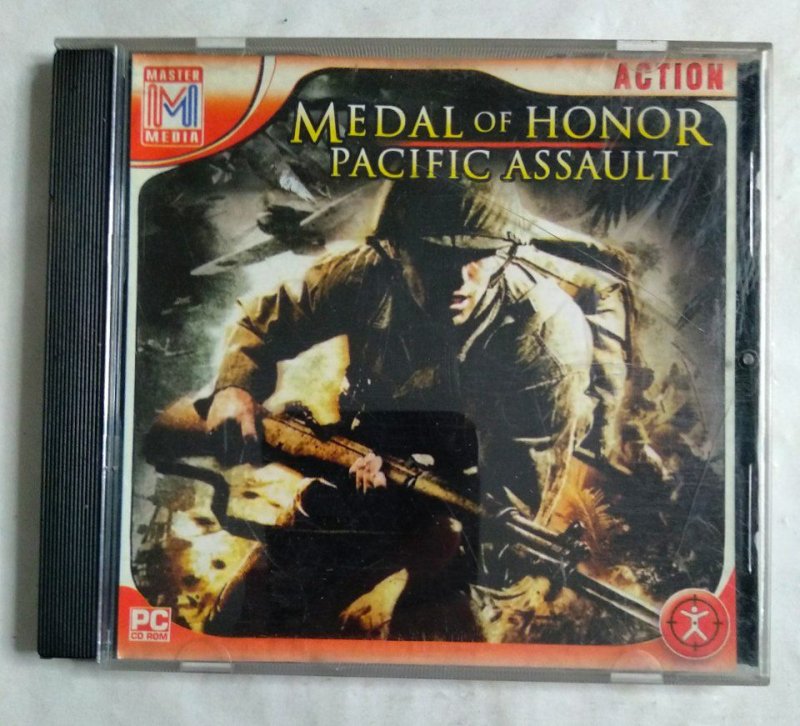 MASTER
MEDIA
ACTION
MEDAL OF HONOR
PACIFIC ASSAULT
PC
CD ROM